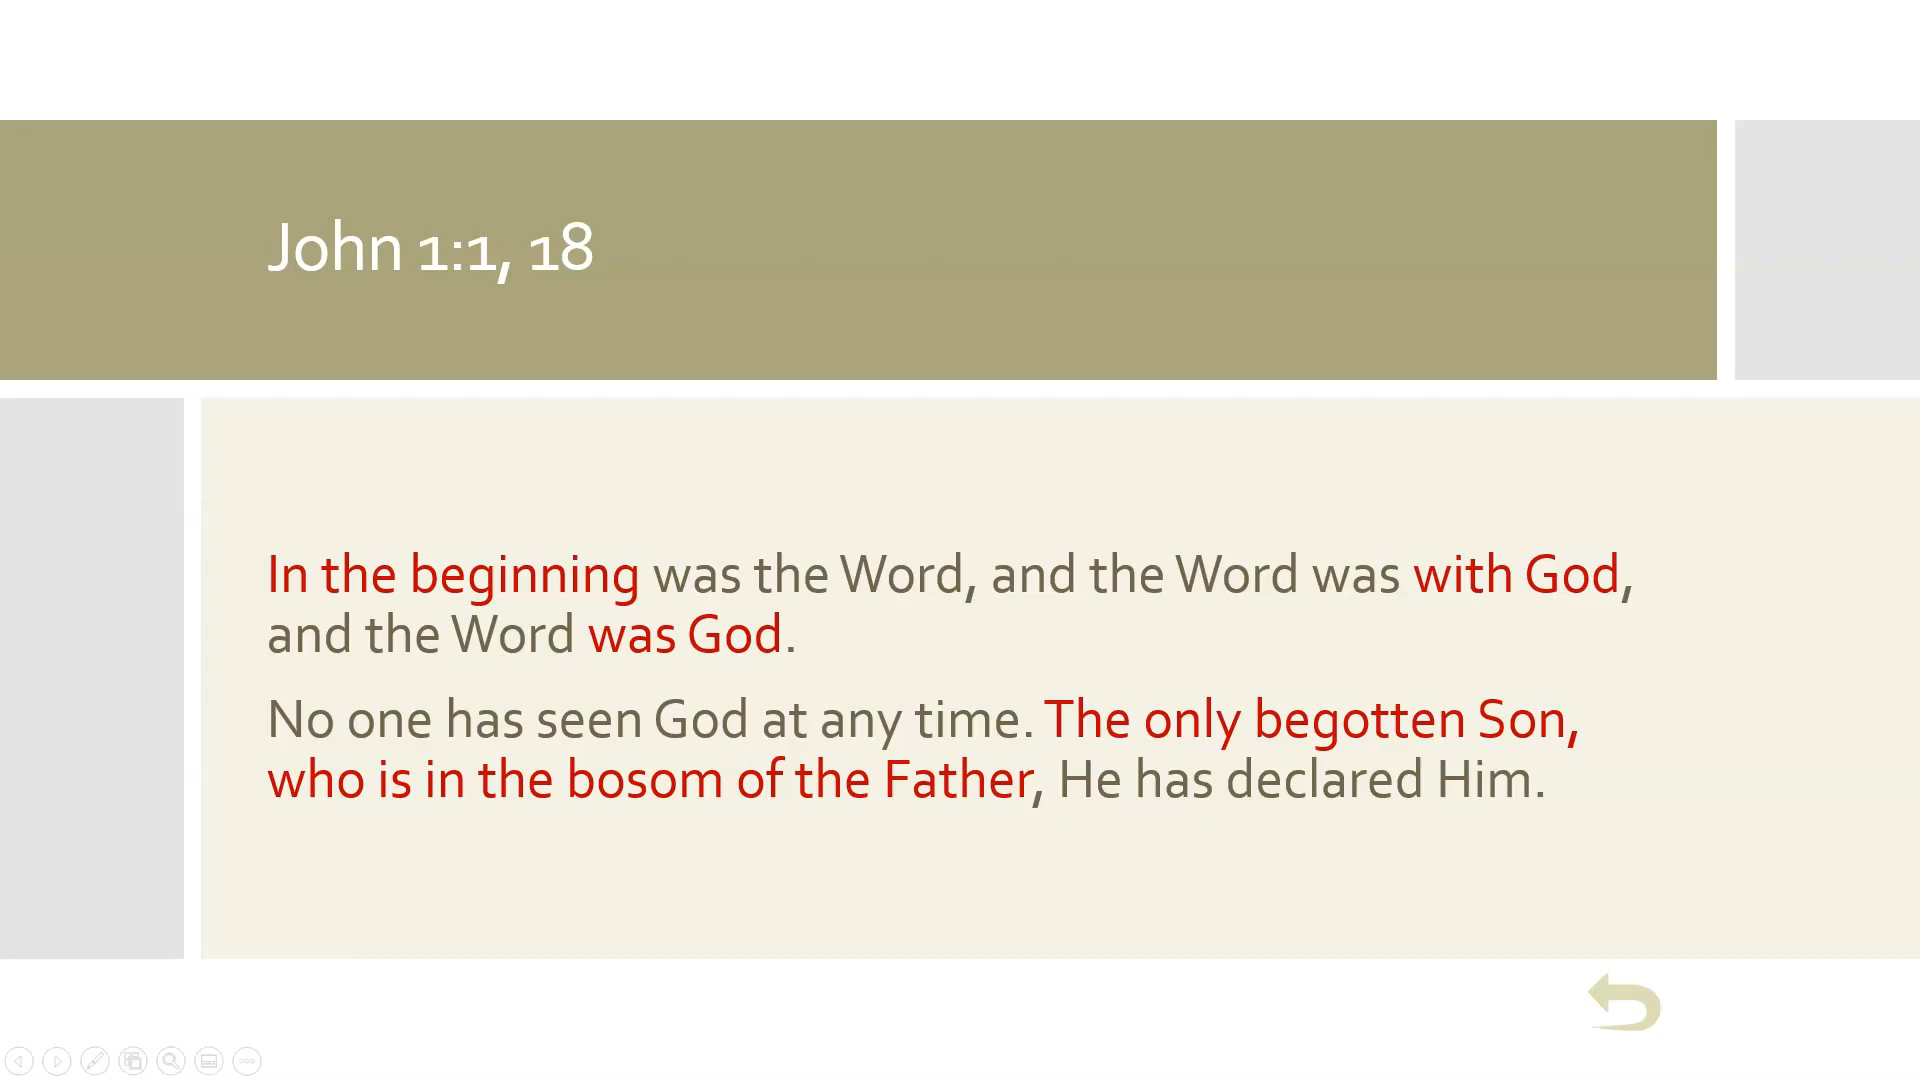 John 1:1, 18
In the beginning was the Word, and the Word was with God,
and the Word was God.
No one has seen God at any time. The only begotten Son,
who is in the bosom of the Father, He has declared Him.